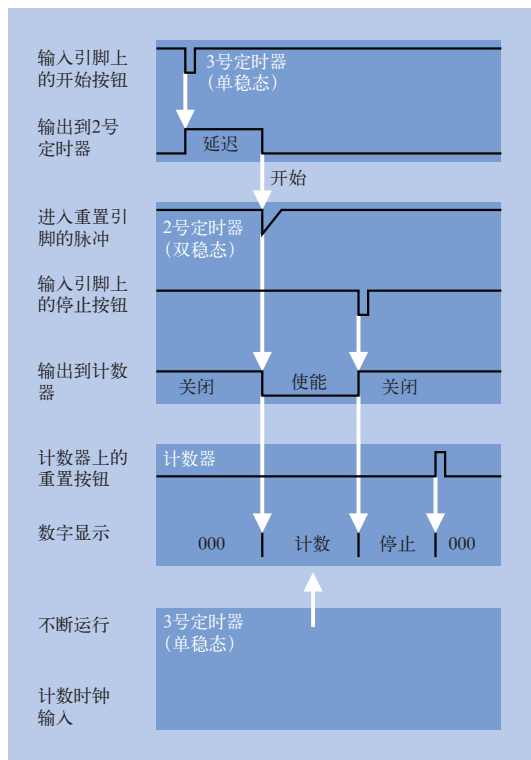 输入引脚上
的开始按钮
3号定时器
（单稳态）
输出到2号
定时器
延迟
开始
进入重置引
脚的脉冲
2号定时器
（双稳态）
输入引脚上
的停止按钮
输出到计数
器
关闭
使能
关闭
计数器上的
重置按钮
计数器
数字显示
000
计数
停止
000
不断运行
3号定时器
（单稳态）
计数时钟
输入